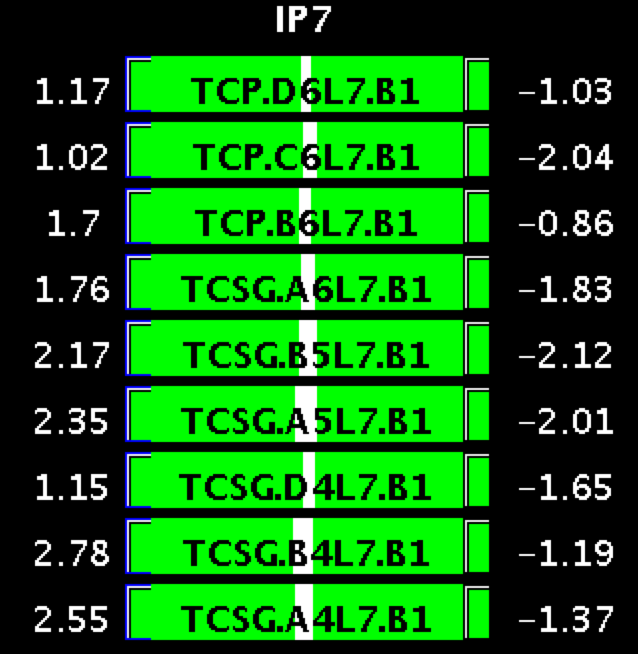 IP7
1.17 TCP.D6L7.B1 −1.03
1.02 TCP.C6L7.B1 −2.04
1.7 TCP.B6L7.B1 −0.86
1.76 TCSG.A6L7.B1 −1.83
2.17 TCSG.B5L7.B1 −2.12
2.35 TCSG.A5L7.B1 −2.01
1.15 TCSG.D4L7.B1 −1.65
2.78 TCSG.B4L7.B1 −1.19
2.55 TCSG.A4L7.B1 −1.37